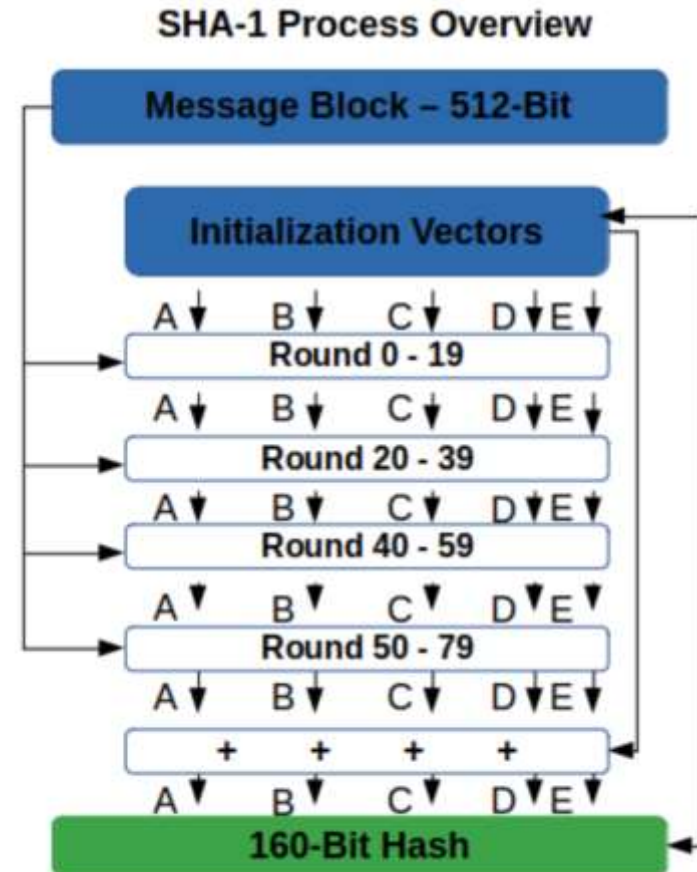 SHA-1 Process Overview
Message Block – 512-Bit
Initialization Vectors
A B C D E
Round 0 - 19
A B C D E
Round 20 - 39
A B C D E
Round 40 - 59
A B C D E
Round 50 - 79
A B C D E
+ + + +
A B C D E
160-Bit Hash